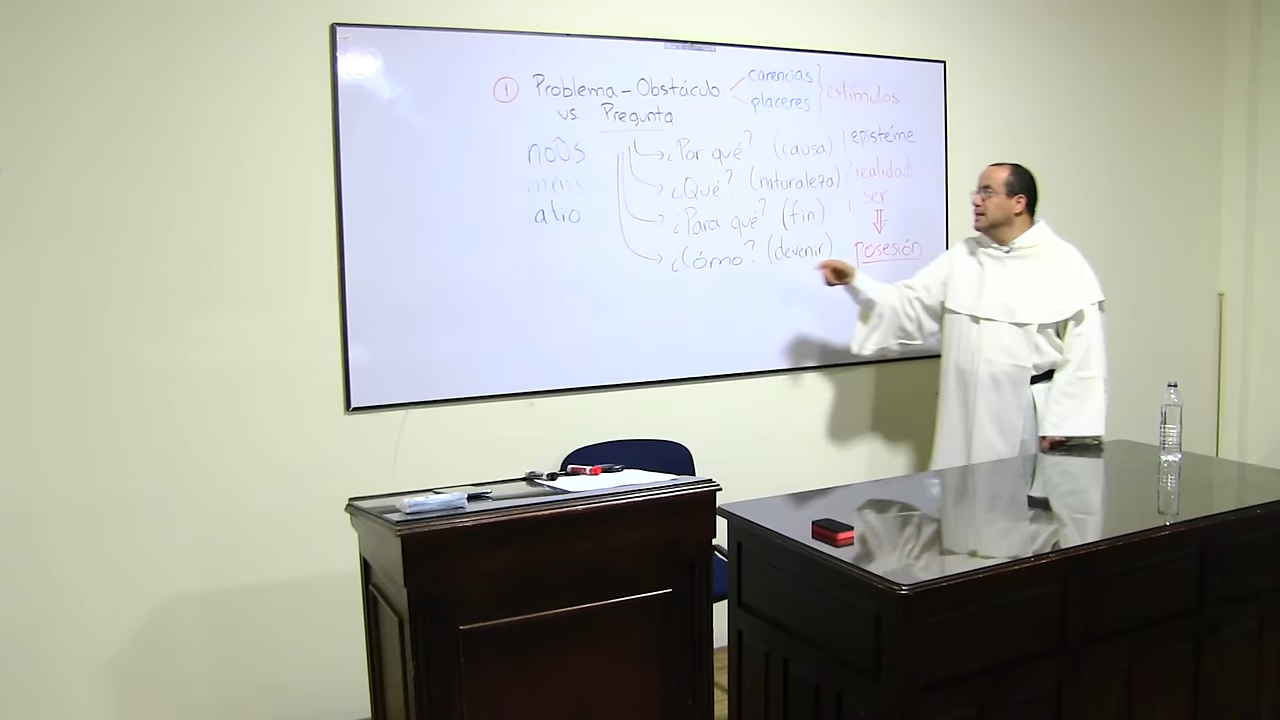 ① Problema – Obstáculo
carencias
placeres
estímulos
vs. Pregunta
¿Por qué? (causa)
¿Qué? (naturaleza)
¿Para qué? (fin)
¿Cómo? (devenir)
epistéme
realidad
ser
⇓
posesión
noûs
mens
atio